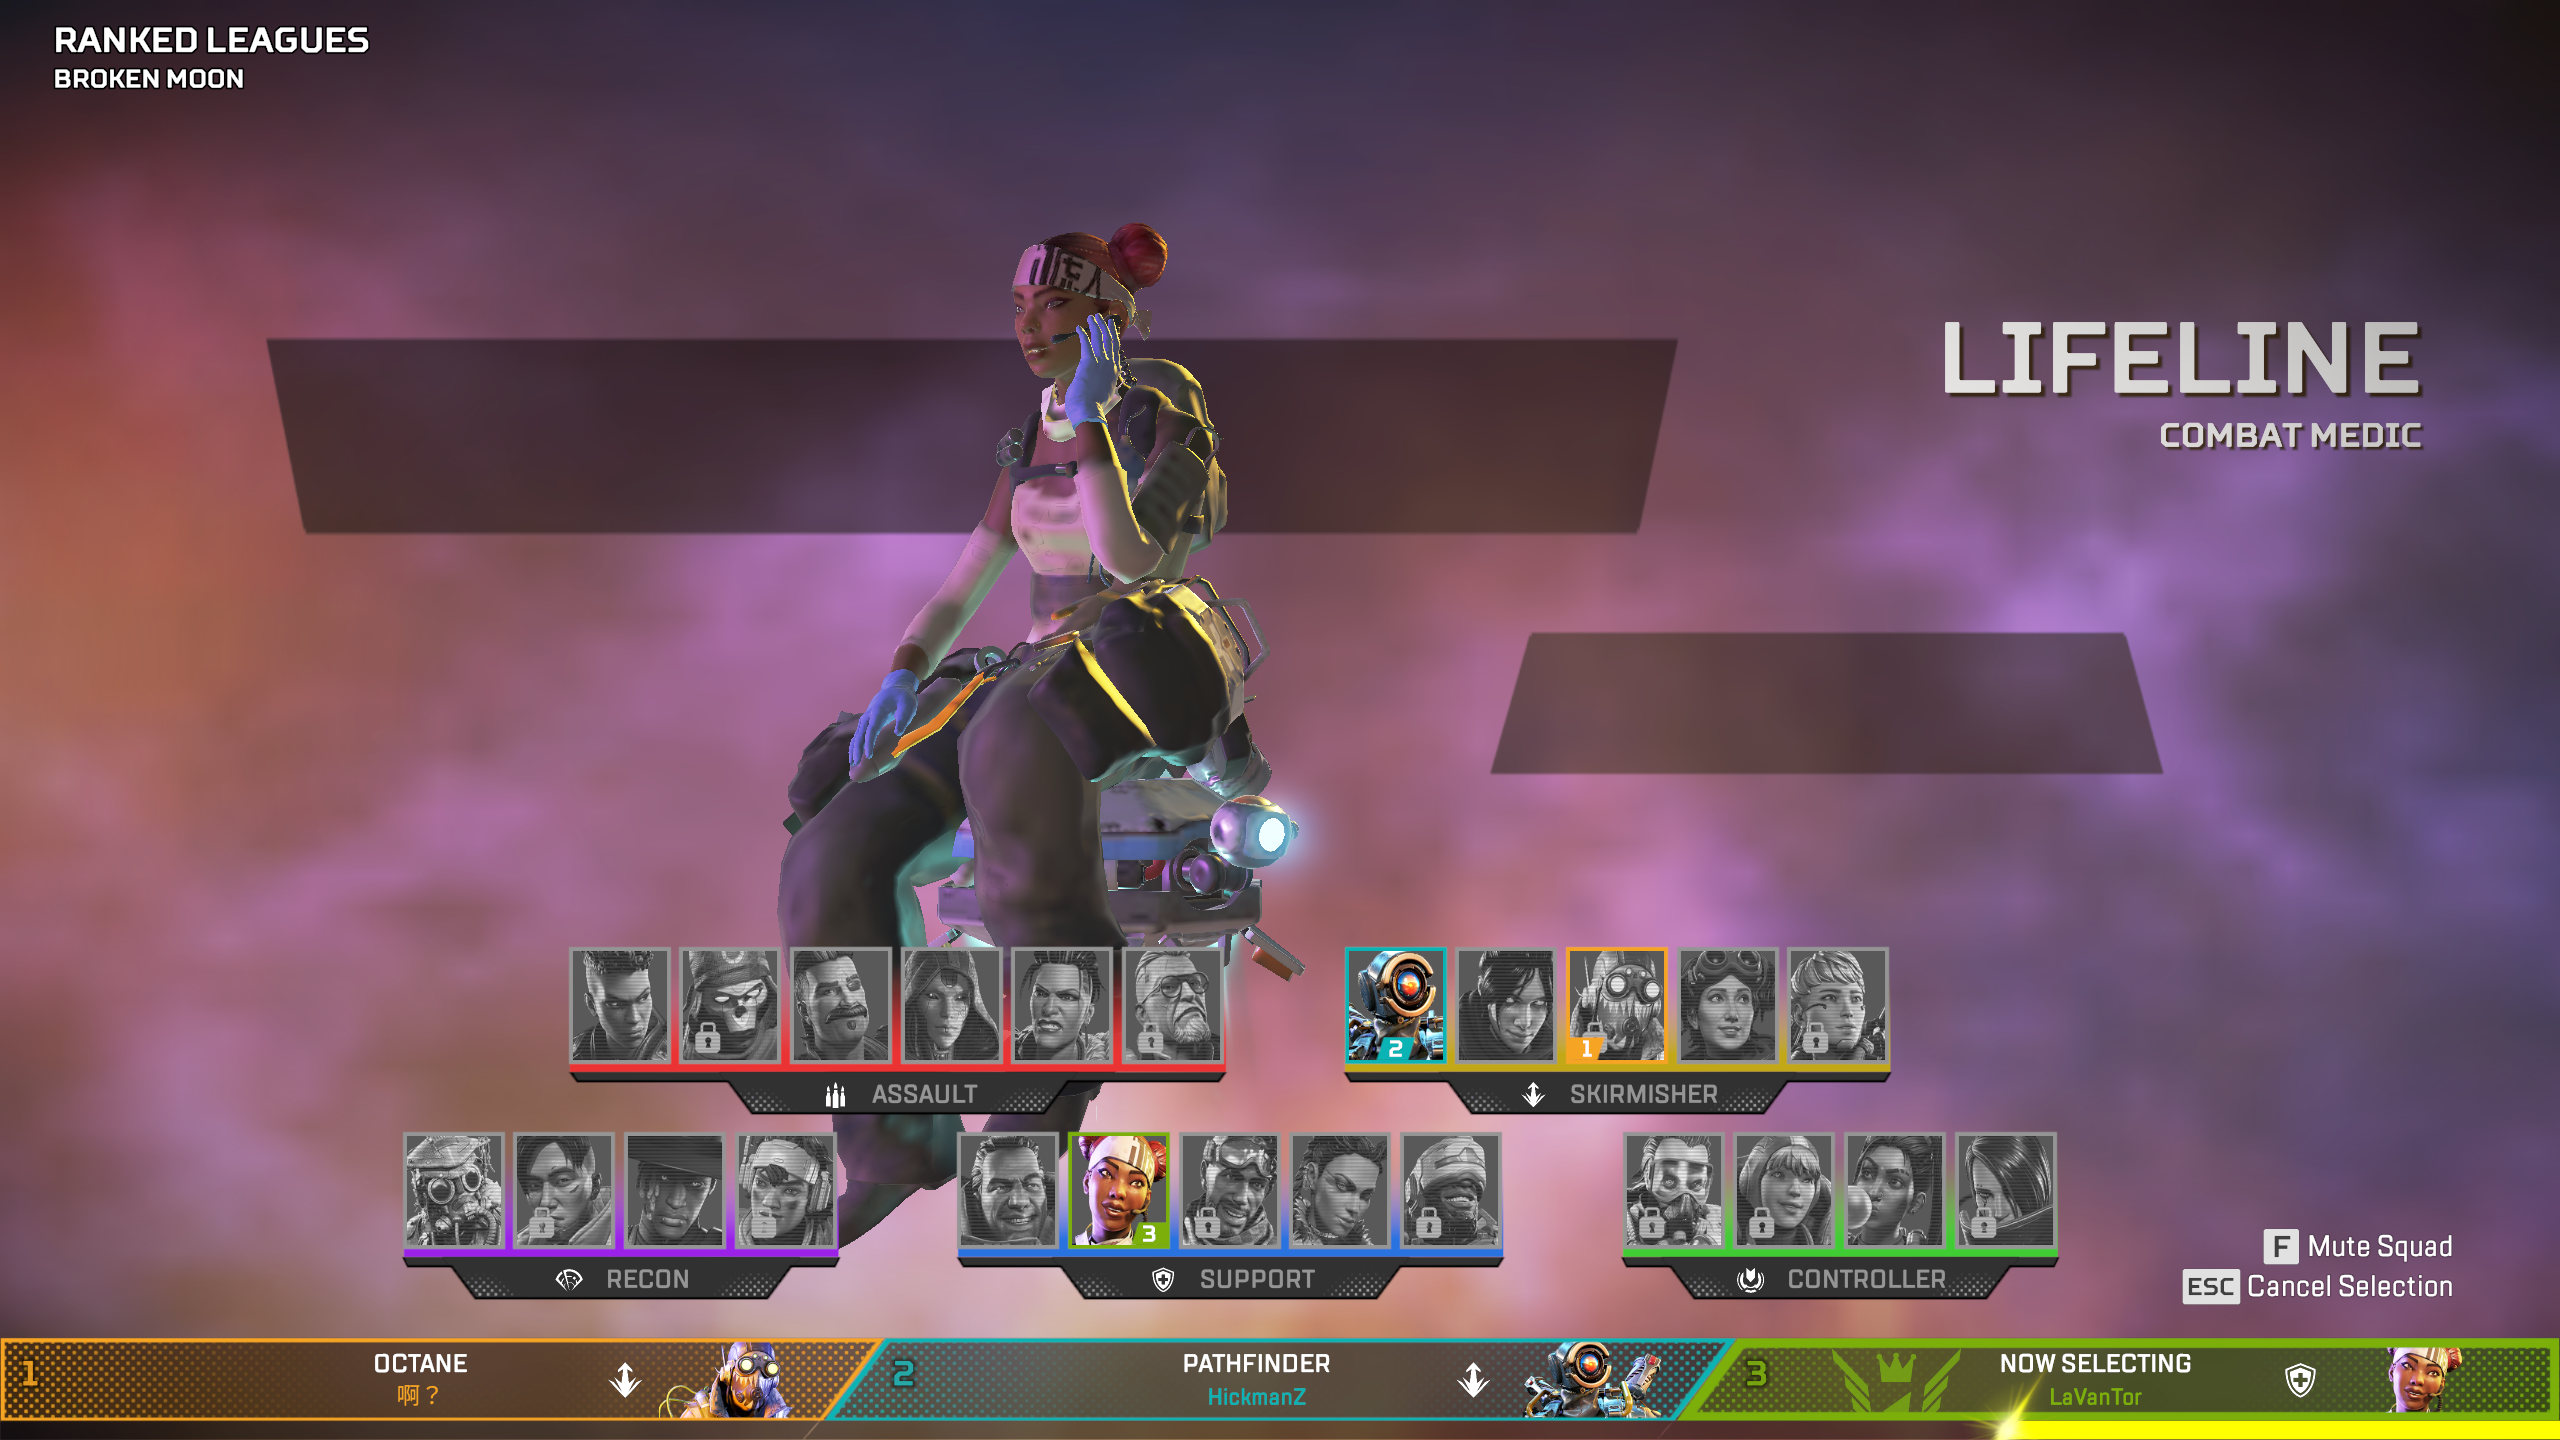 RANKED LEAGUES
BROKEN MOON
LIFELINE
COMBAT MEDIC
2
1
ASSAULT
SKIRMISHER
3
RECON
SUPPORT
CONTROLLER
F Mute Squad
ESC Cancel Selection
1
OCTANE
啊？
2
PATHFINDER
HickmanZ
3
NOW SELECTING
LaVanTor